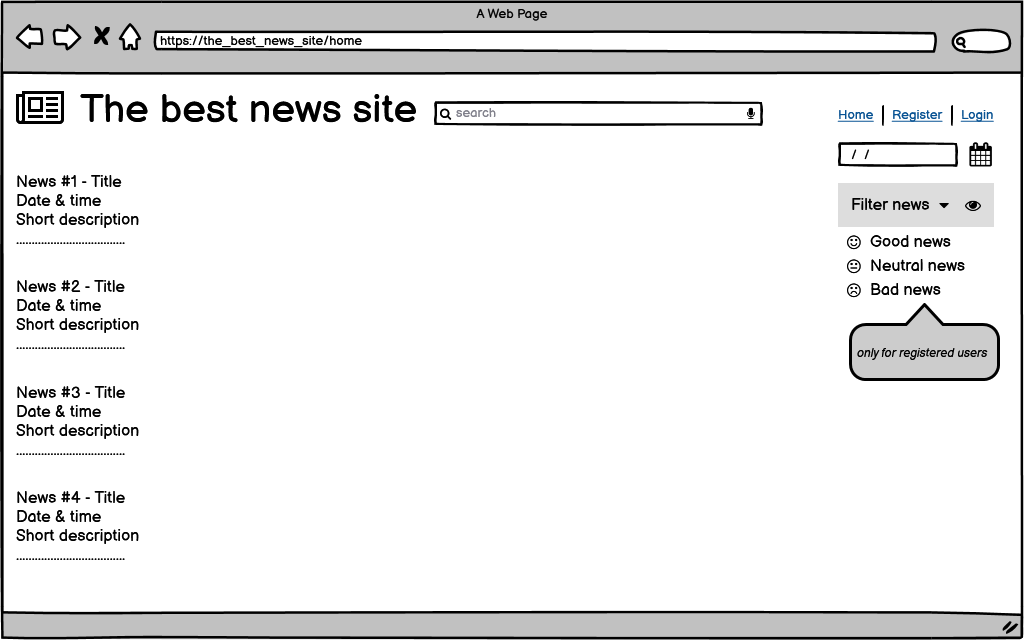 A Web Page
https://the_best_news_site/home
The best news site
search
Home | Register | Login
/ /
Filter news
Good news
Neutral news
Bad news
only for registered users
News #1 - Title
Date & time
Short description
News #2 - Title
Date & time
Short description
News #3 - Title
Date & time
Short description
News #4 - Title
Date & time
Short description